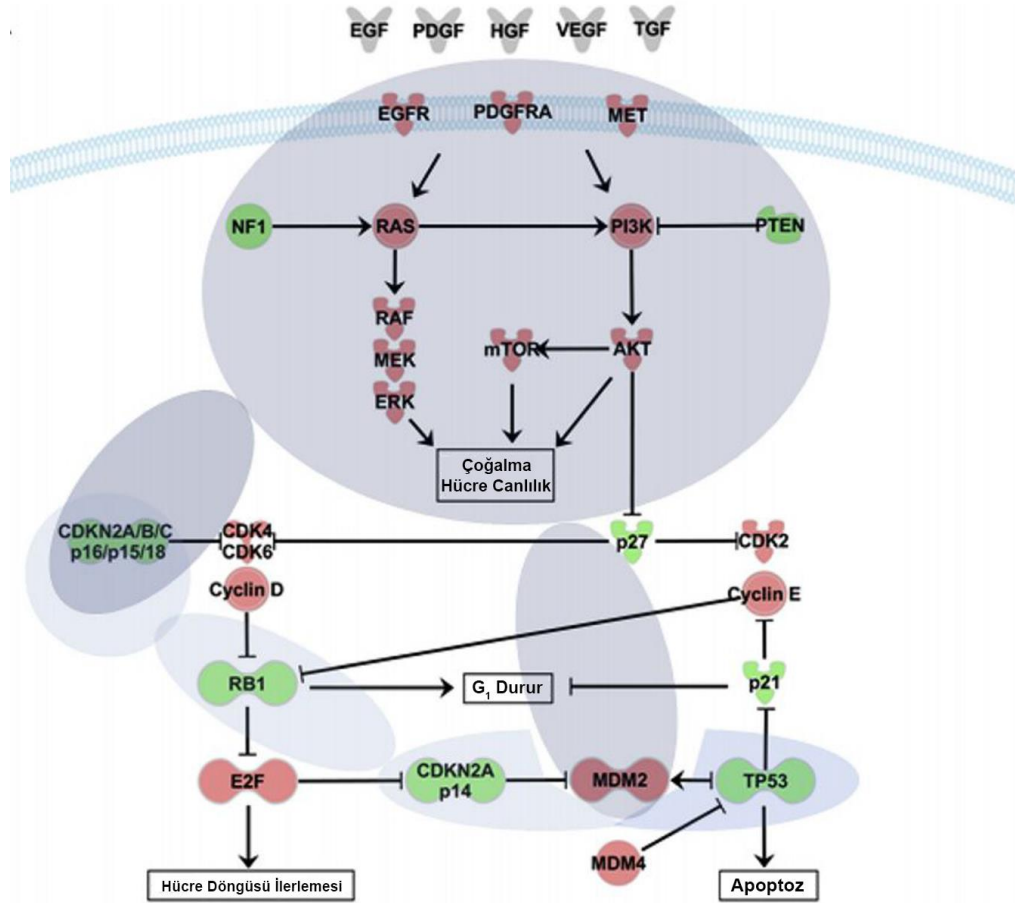 EGF PDGF HGF VEGF TGF
EGFR PDGFRA MET
NF1 RAS PI3K PTEN
RAF
mTOR AKT
MEK
ERK
Çoğalma
Hücre Canlılık
CDKN2A/B/C
p16/p15/18
CDK4
CDK6
p27 CDK2
Cyclin D Cyclin E
RB1 G₁ Durur p21
E2F
CDKN2A
p14
MDM2 TP53
MDM4
Hücre Döngüsü İlerlemesi Apoptoz